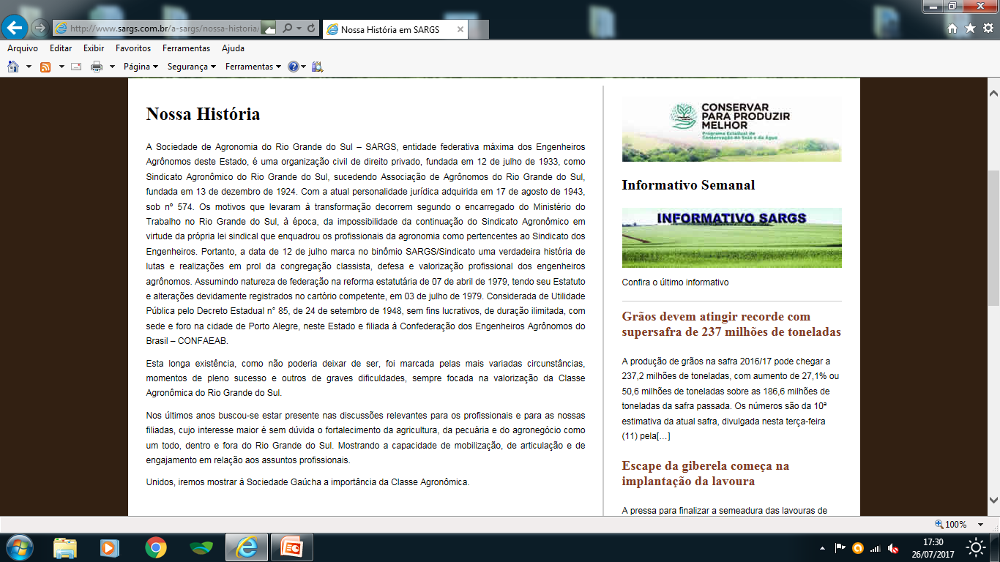 http://www.sargs.com.br/a-sargs/nossa-historia/
Nossa História em SARGS
Arquivo Editar Exibir Favoritos Ferramentas Ajuda
Página Segurança Ferramentas
Nossa História
A Sociedade de Agronomia do Rio Grande do Sul – SARGS, entidade federativa máxima dos Engenheiros
Agrônomos deste Estado, é uma organização civil de direito privado, fundada em 12 de julho de 1933, como
Sindicato Agronômico do Rio Grande do Sul, sucedendo Associação de Agrônomos do Rio Grande do Sul,
fundada em 13 de dezembro de 1924. Com a atual personalidade jurídica adquirida em 17 de agosto de 1943,
sob nº 574. Os motivos que levaram à transformação decorrem segundo o encarregado do Ministério do
Trabalho no Rio Grande do Sul, à época, da impossibilidade da continuação do Sindicato Agronômico em
virtude da própria lei sindical que enquadrou os profissionais da agronomia como pertencentes ao Sindicato dos
Engenheiros. Portanto, a data de 12 de julho marca no binômio SARGS/Sindicato uma verdadeira história de
lutas e realizações em prol da congregação classista, defesa e valorização profissional dos engenheiros
agrônomos. Assumindo natureza de federação na reforma estatutária de 07 de abril de 1979, tendo seu Estatuto
e alterações devidamente registrados no cartório competente, em 03 de julho de 1979. Considerada de Utilidade
Pública pelo Decreto Estadual n° 85, de 24 de setembro de 1948, sem fins lucrativos, de duração ilimitada, com
sede e foro na cidade de Porto Alegre, neste Estado e filiada à Confederação dos Engenheiros Agrônomos do
Brasil – CONFAEAB.
Esta longa existência, como não poderia deixar de ser, foi marcada pelas mais variadas circunstâncias,
momentos de pleno sucesso e outros de graves dificuldades, sempre focada na valorização da Classe
Agronômica do Rio Grande do Sul.
Nos últimos anos buscou-se estar presente nas discussões relevantes para os profissionais e para as nossas
filiadas, cujo interesse maior é sem dúvida o fortalecimento da agricultura, da pecuária e do agronegócio como
um todo, dentro e fora do Rio Grande do Sul. Mostrando a capacidade de mobilização, de articulação e de
engajamento em relação aos assuntos profissionais.
Unidos, iremos mostrar à Sociedade Gaúcha a importância da Classe Agronômica.
CONSERVAR
PARA PRODUZIR
MELHOR
Programa Estadual de
Conservação do Solo e da Água
Informativo Semanal
INFORMATIVO SARGS
Confira o último informativo
Grãos devem atingir recorde com
supersafra de 237 milhões de toneladas
A produção de grãos na safra 2016/17 pode chegar a
237,2 milhões de toneladas, com aumento de 27,1% ou
50,6 milhões de toneladas sobre as 186,6 milhões de
toneladas da safra passada. Os números são da 10ª
estimativa da atual safra, divulgada nesta terça-feira
(11) pela[…]
Escape da giberela começa na
implantação da lavoura
A pressa para finalizar a semeadura das lavouras de
100%
17:30
26/07/2017